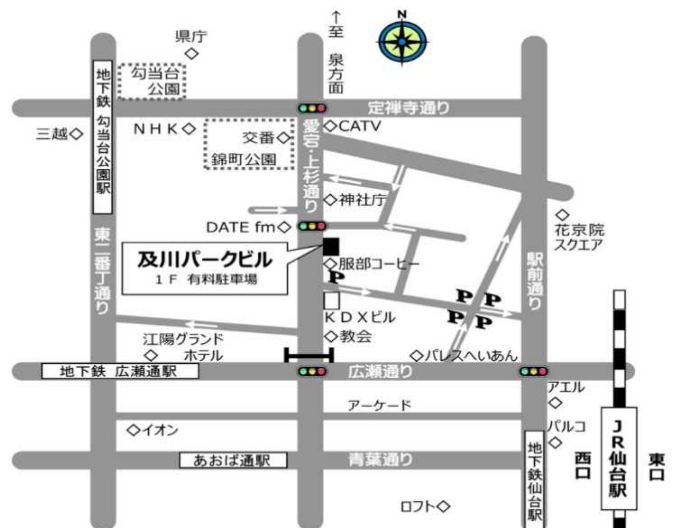 N
↑至 泉方面
県庁
勾当台
公園
地下鉄 勾当台公園駅
定禅寺通り
三越
NHK
交番
錦町公園
CATV
愛宕・上杉通り
神社庁
DATE fm
花京院
スクエア
東二番丁通り
及川パークビル
1F 有料駐車場
服部コーヒー
P
駅前通り
P P
P P
KDXビル
教会
江陽グランド
ホテル
パレスへいあん
地下鉄 広瀬通駅
広瀬通り
アエル
アーケード
パルコ
イオン
あおば通駅
青葉通り
地下鉄仙台駅
西口
JR仙台駅
東口
ロフト